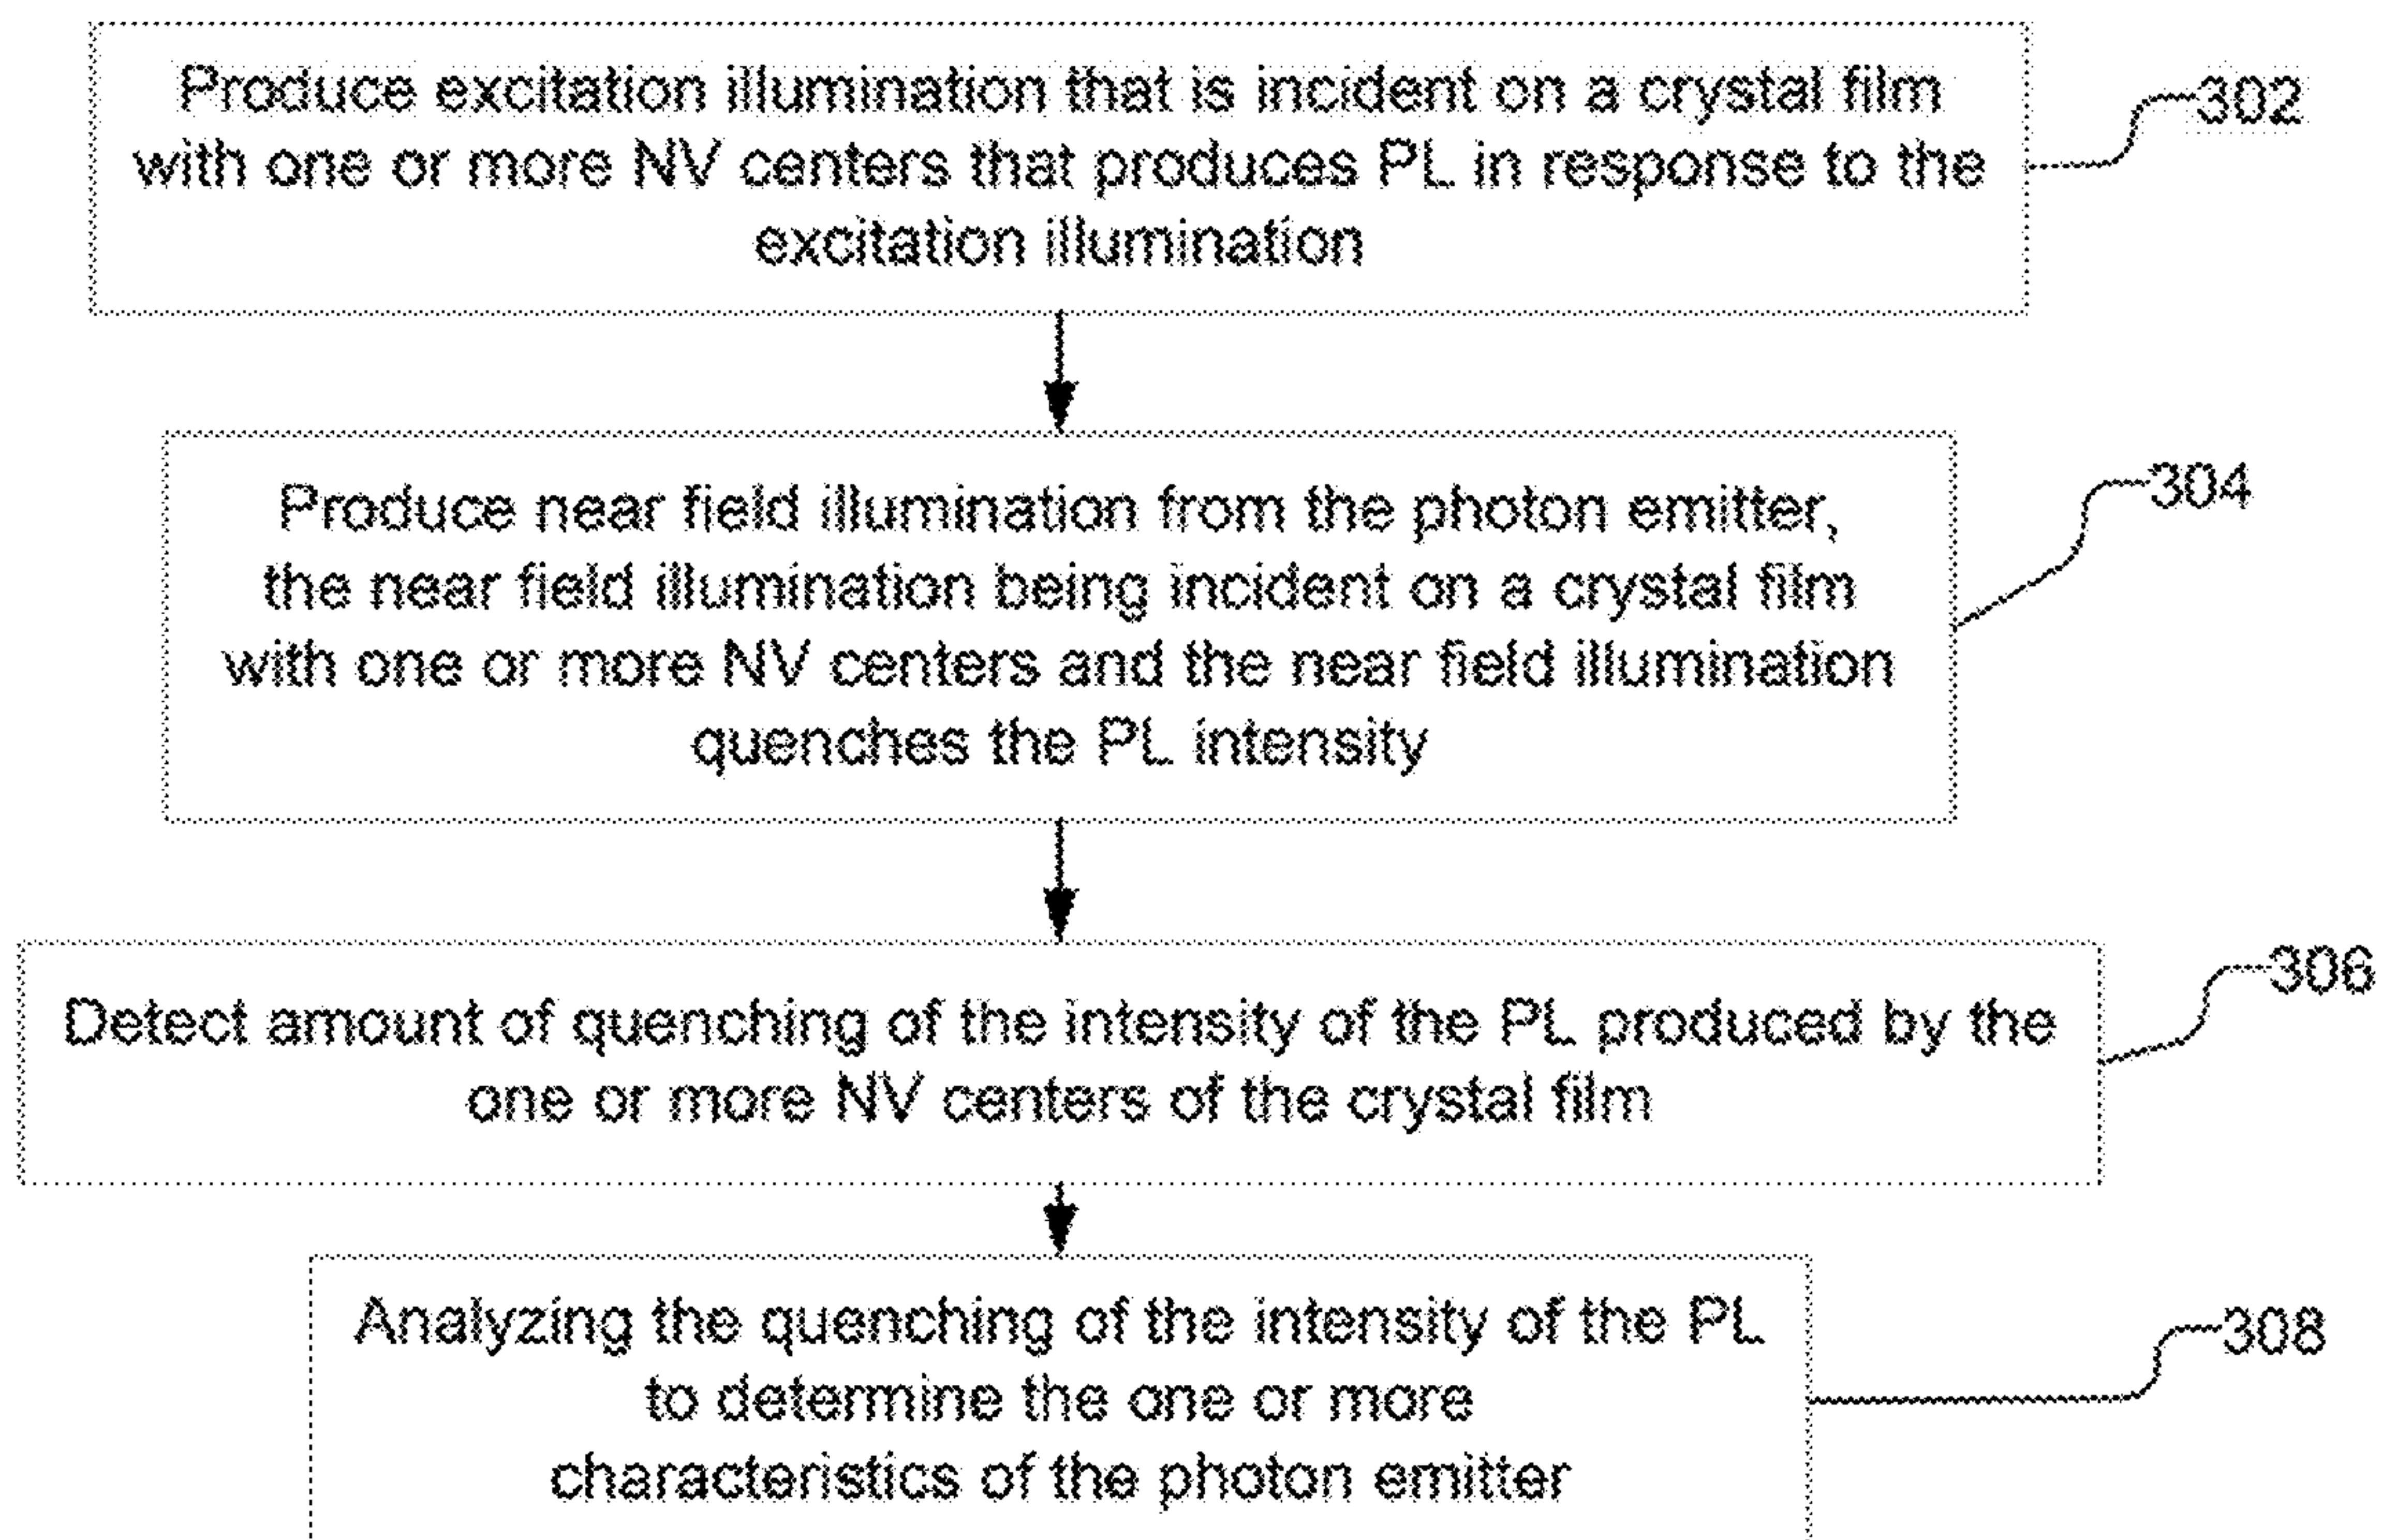 Produce excitation illumination that is incident on a crystal film
with one or more NV centers that produces PL in response to the
excitation illumination
302
Produce near field illumination from the photon emitter,
the near field illumination being incident on a crystal film
with one or more NV centers and the near field illumination
quenches the PL intensity
304
Detect amount of quenching of the intensity of the PL produced by the
one or more NV centers of the crystal film
306
Analyzing the quenching of the intensity of the PL
to determine the one or more
characteristics of the photon emitter
308